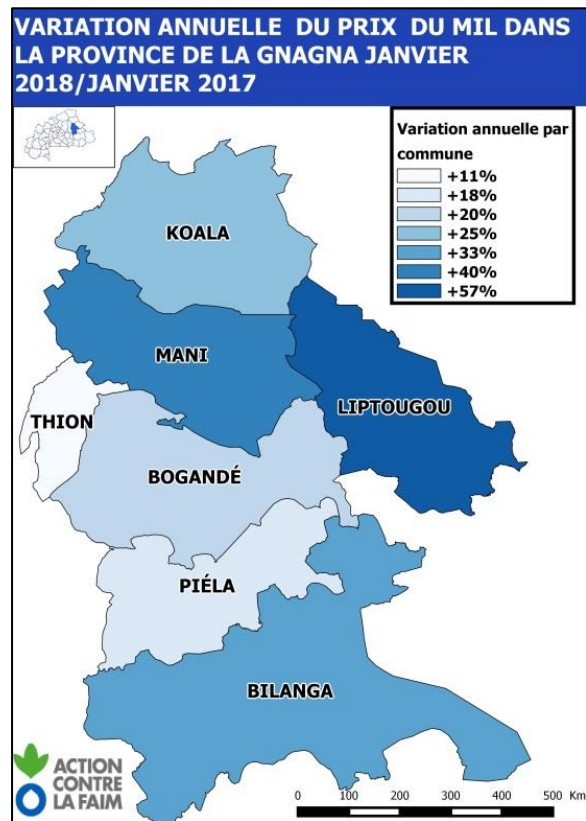 VARIATION ANNUELLE DU PRIX DU MIL DANS
LA PROVINCE DE LA GNAGNA JANVIER
2018/JANVIER 2017
Variation annuelle par
commune
+11%
+18%
+20%
+25%
+33%
+40%
+57%
KOALA
MANI
LIPTOUGOU
THION
BOGANDÉ
PIÉLA
BILANGA
ACTION
CONTRE
LA FAIM
0 100 200 300 400 500 Km